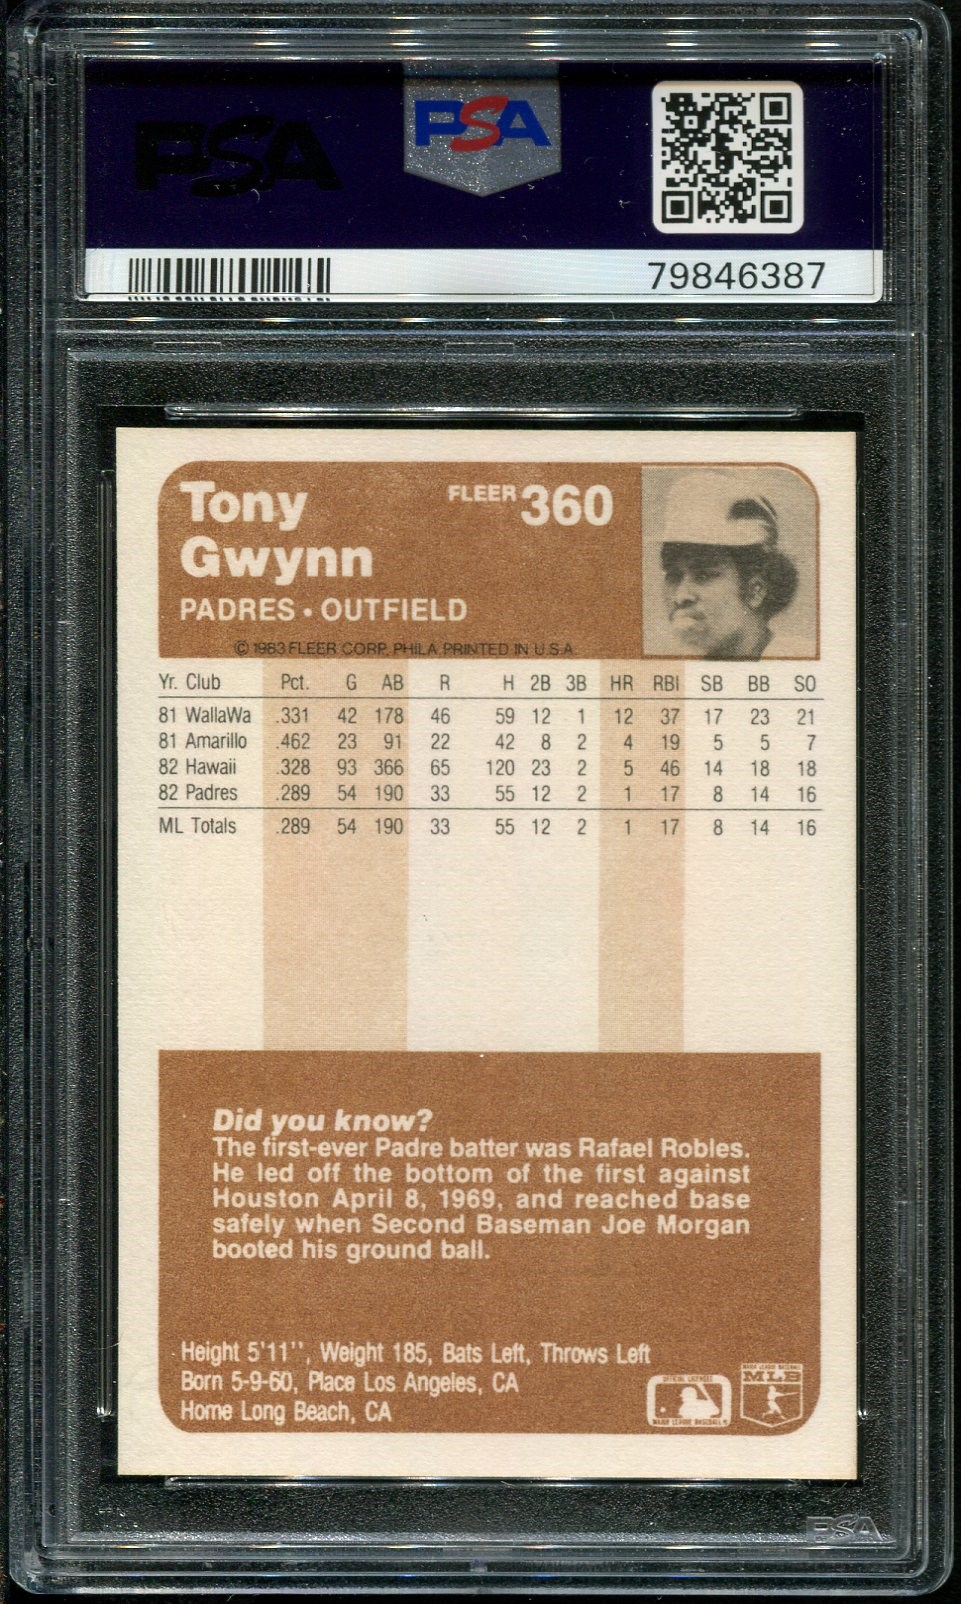 PSA
PSA
79846387
Tony
Gwynn
FLEER 360
PADRES • OUTFIELD
© 1983 FLEER CORP. PHILA. PRINTED IN U.S.A.
Yr. Club Pct. G AB R H 2B 3B HR RBI SB BB SO
81 WallaWa .331 42 178 46 59 12 1 12 37 17 23 21
81 Amarillo .462 23 91 22 42 8 2 4 19 5 5 7
82 Hawaii .328 93 366 65 120 23 2 5 46 14 18 18
82 Padres .289 54 190 33 55 12 2 1 17 8 14 16
ML Totals .289 54 190 33 55 12 2 1 17 8 14 16
Did you know?
The first-ever Padre batter was Rafael Robles.
He led off the bottom of the first against
Houston April 8, 1969, and reached base
safely when Second Baseman Joe Morgan
booted his ground ball.
Height 5'11'', Weight 185, Bats Left, Throws Left
Born 5-9-60, Place Los Angeles, CA
Home Long Beach, CA
OFFICIAL LICENSEE
MAJOR LEAGUE BASEBALL
MAJOR LEAGUE BASEBALL
MLB
PSA